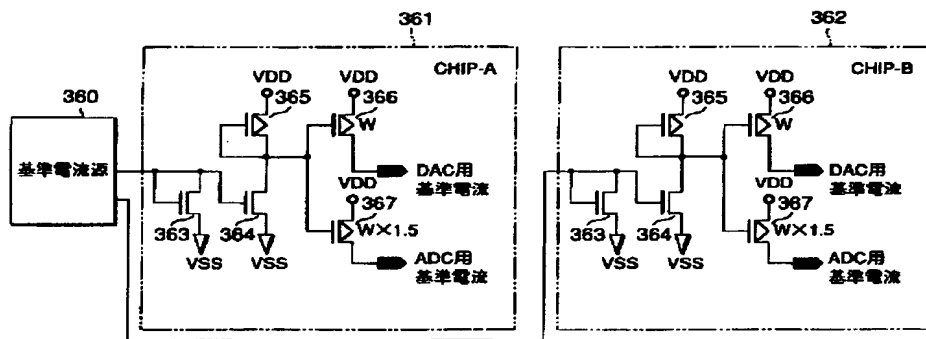 361
362
CHIP-A
CHIP-B
360
基準電流源
VDD
365
VDD
366
W
DAC用
基準電流
VDD
367
W×1.5
ADC用
基準電流
363
VSS
364
VSS
VDD
365
VDD
366
W
DAC用
基準電流
VDD
367
W×1.5
ADC用
基準電流
363
VSS
364
VSS